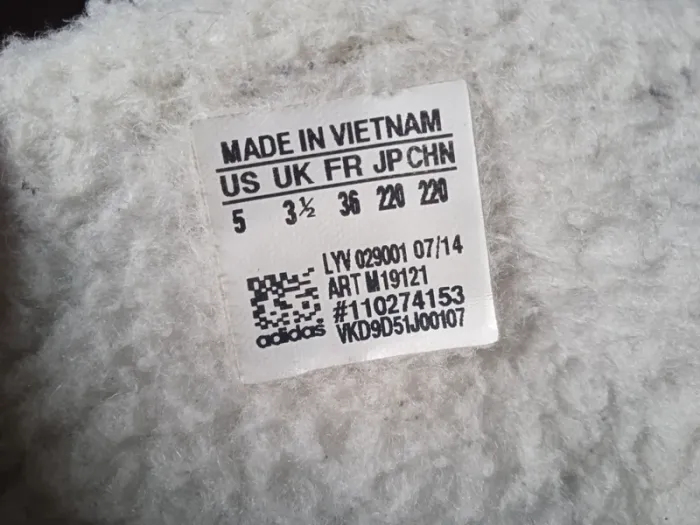 MADE IN VIETNAM
US UK FR JP CHN
5 3½ 36 220 220
LYV 029001 07/14
ART M19121
#110274153
adidas VKD9D51J00107